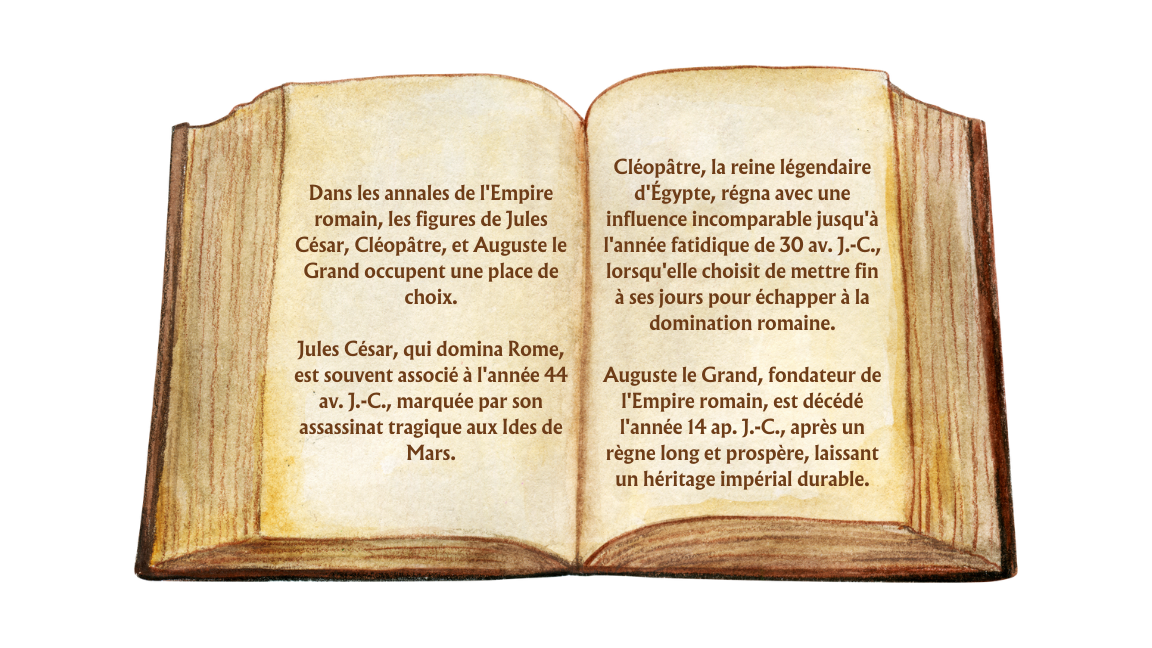 Dans les annales de l'Empire
romain, les figures de Jules
César, Cléopâtre, et Auguste le
Grand occupent une place de
choix.
Jules César, qui domina Rome,
est souvent associé à l'année 44
av. J.-C., marquée par son
assassinat tragique aux Ides de
Mars.
Cléopâtre, la reine légendaire
d'Égypte, régna avec une
influence incomparable jusqu'à
l'année fatidique de 30 av. J.-C.,
lorsqu'elle choisit de mettre fin
à ses jours pour échapper à la
domination romaine.
Auguste le Grand, fondateur de
l'Empire romain, est décédé
l'année 14 ap. J.-C., après un
règne long et prospère, laissant
un héritage impérial durable.